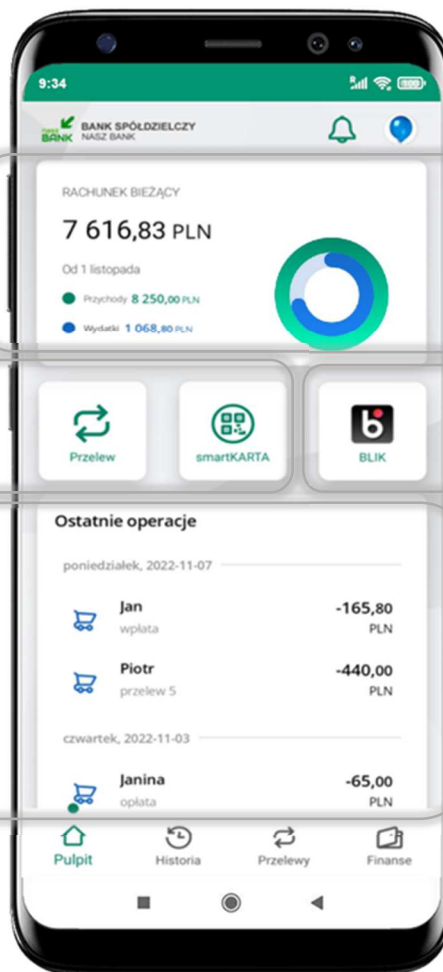 9:34
100
nasz
BANK
BANK SPÓŁDZIELCZY
NASZ BANK
RACHUNEK BIEŻĄCY
7 616,83 PLN
Od 1 listopada
Przychody 8 250,00 PLN
Wydatki 1 068,80 PLN
Przelew
smartKARTA
BLIK
Ostatnie operacje
poniedziałek, 2022-11-07
Jan -165,80
wpłata PLN
Piotr -440,00
przelew 5 PLN
czwartek, 2022-11-03
Janina -65,00
opłata PLN
Pulpit
Historia
Przelewy
Finanse